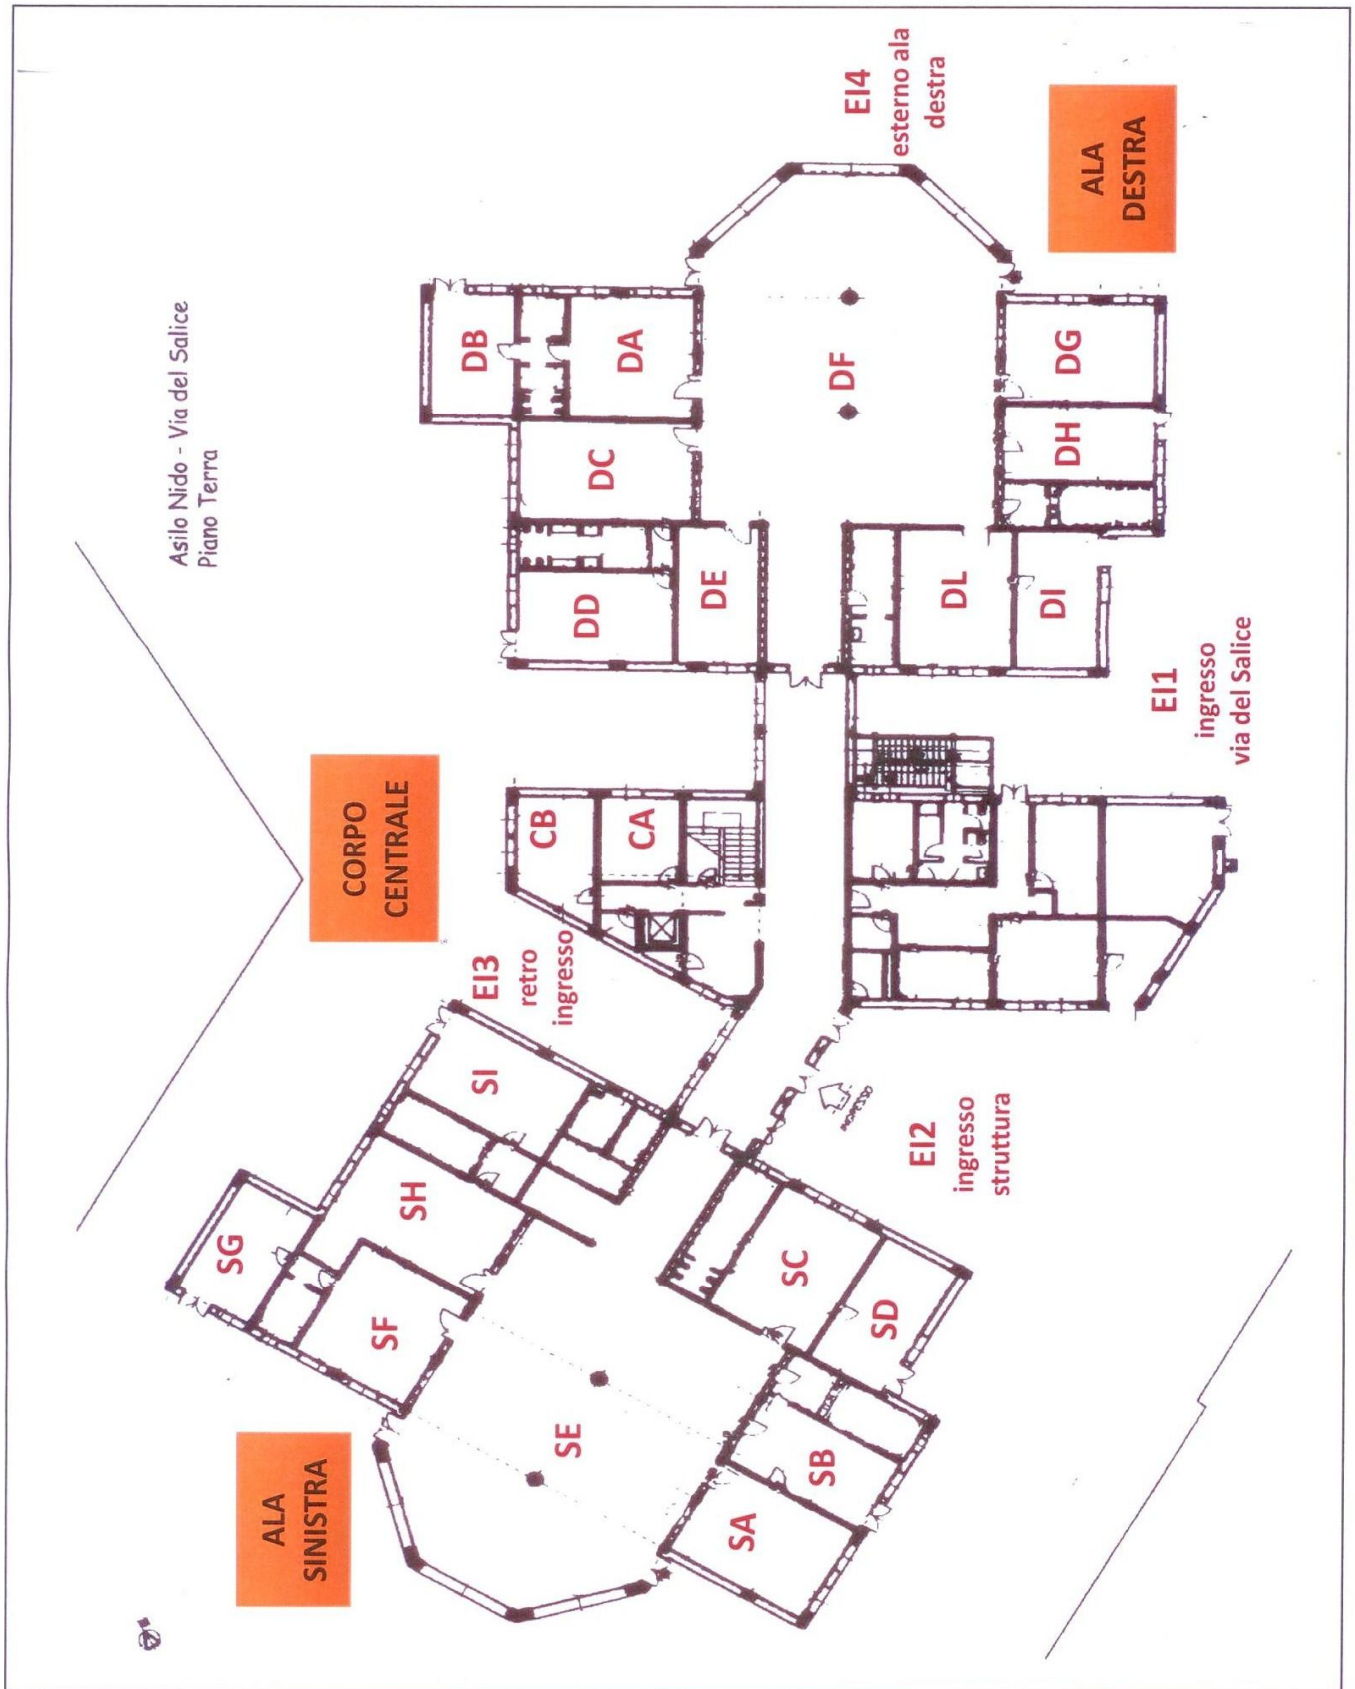 Asilo Nido - Via del Salice
Piano Terra
ALA
SINISTRA
CORPO
CENTRALE
ALA
DESTRA
SG
SF
SH
SI
SE
SA
SB
SC
SD
EI3
retro
ingresso
EI2
ingresso
struttura
INGRESSO
CB
CA
EI1
ingresso
via del Salice
DB
DA
DC
DD
DE
DF
DL
DI
DH
DG
EI4
esterno ala
destra